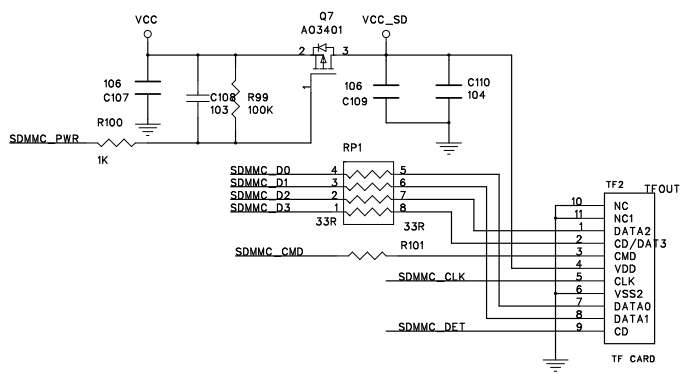 Q7
AO3401
VCC
VCC_SD
2
3
1
106
C107
C108
103
R99
100K
106
C109
C110
104
R100
SDMMC_PWR
1K
RP1
SDMMC_D0 4 5
SDMMC_D1 3 6
SDMMC_D2 2 7
SDMMC_D3 1 8
33R 33R
TF2
TFOUT
10 NC
11 NC1
1 DATA2
2 CD/DAT3
3 CMD
4 VDD
5 CLK
6 VSS2
7 DATA0
8 DATA1
9 CD
R101
SDMMC_CMD
SDMMC_CLK
SDMMC_DET
TF CARD